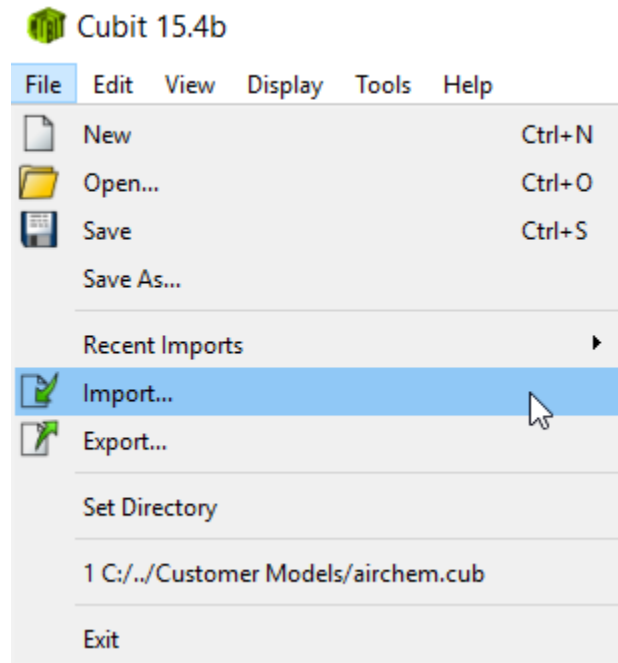 Cubit 15.4b
File Edit View Display Tools Help
New Ctrl+N
Open... Ctrl+O
Save Ctrl+S
Save As...
Recent Imports
Import...
Export...
Set Directory
1 C:/../Customer Models/airchem.cub
Exit